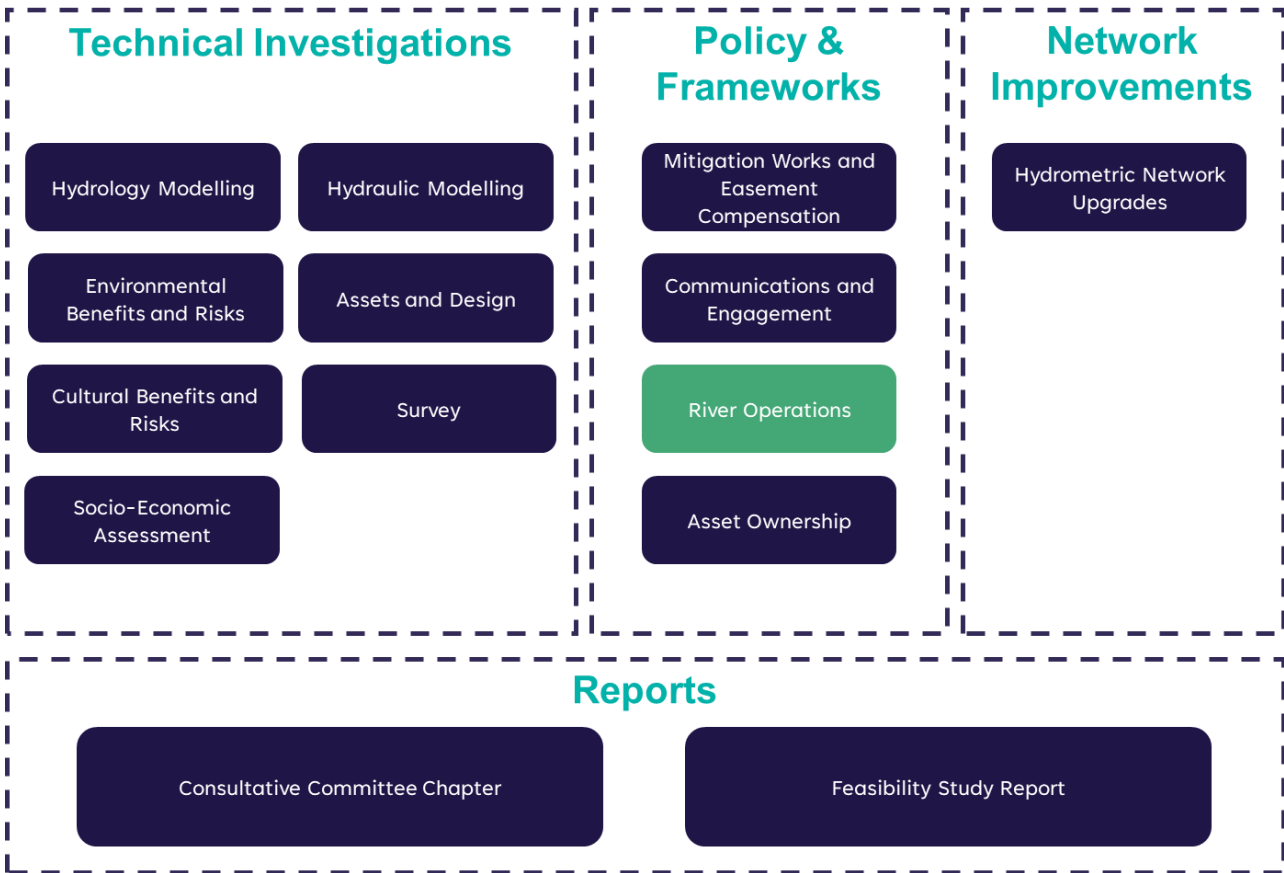 Technical Investigations
Hydrology Modelling
Hydraulic Modelling
Environmental
Benefits and Risks
Assets and Design
Cultural Benefits and
Risks
Survey
Socio-Economic
Assessment
Policy &
Frameworks
Mitigation Works and
Easement
Compensation
Communications and
Engagement
River Operations
Asset Ownership
Network
Improvements
Hydrometric Network
Upgrades
Reports
Consultative Committee Chapter
Feasibility Study Report